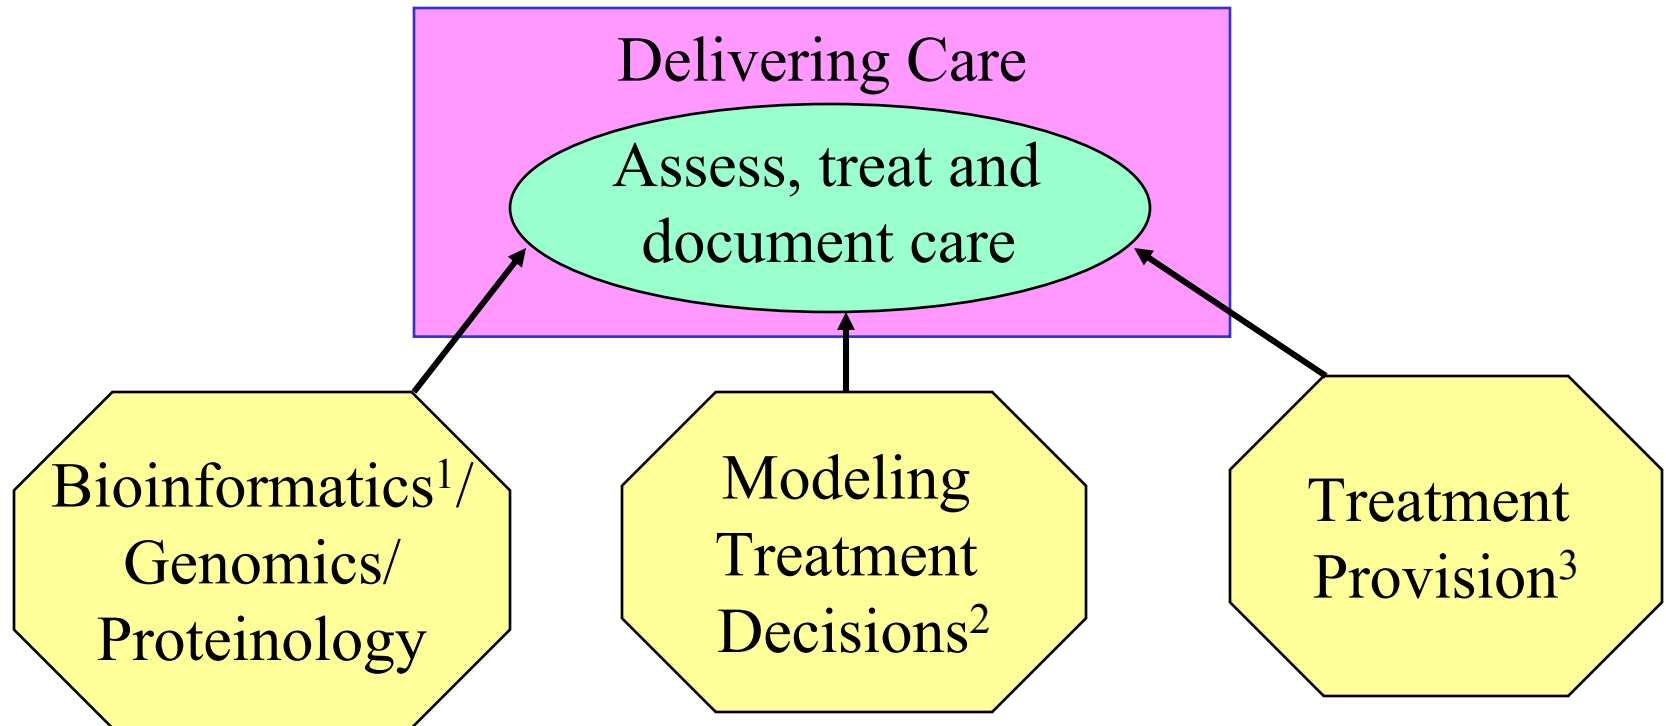 Delivering Care
Assess, treat and
document care
Bioinformatics¹/
Genomics/
Proteinology
Modeling
Treatment
Decisions²
Treatment
Provision³